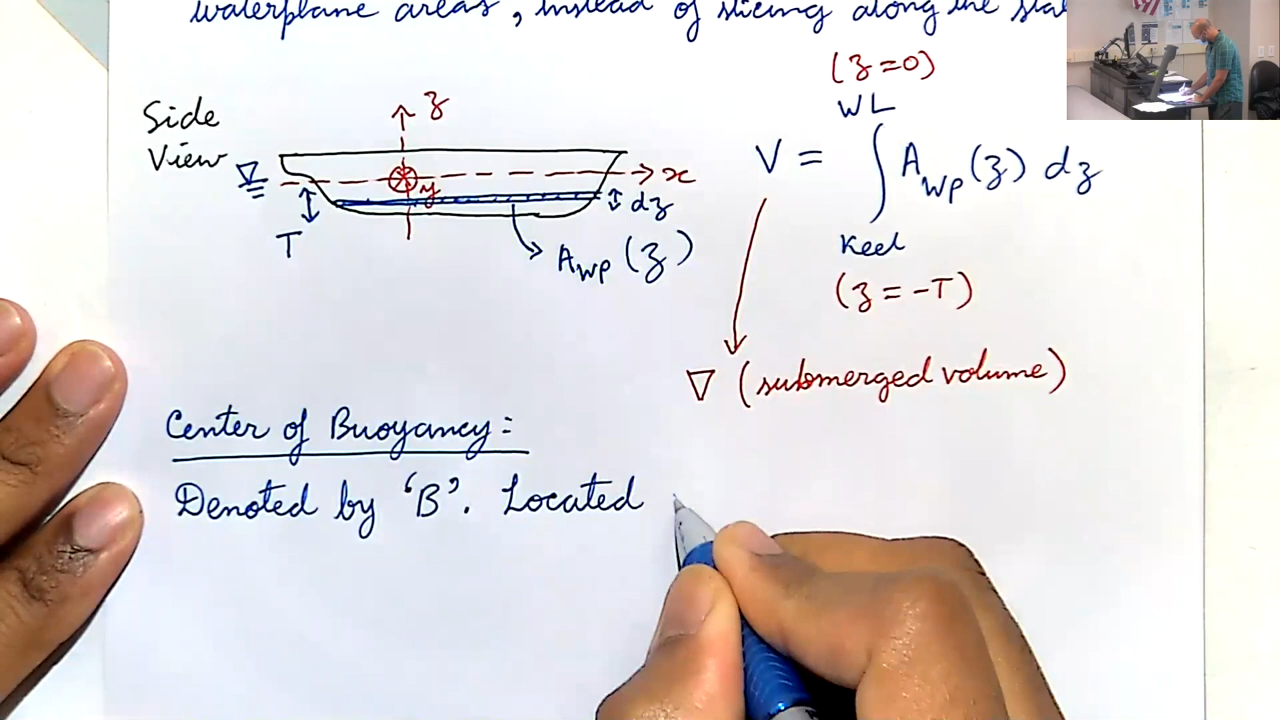 waterplane areas, instead of slicing along the
Side
View
z
x
y
T
dz
A_WP (z)
(z=0)
WL
V = ∫ A_WP (z) dz
Keel
(z = -T)
∇ (submerged volume)
Center of Buoyancy:
Denoted by 'B'. Located